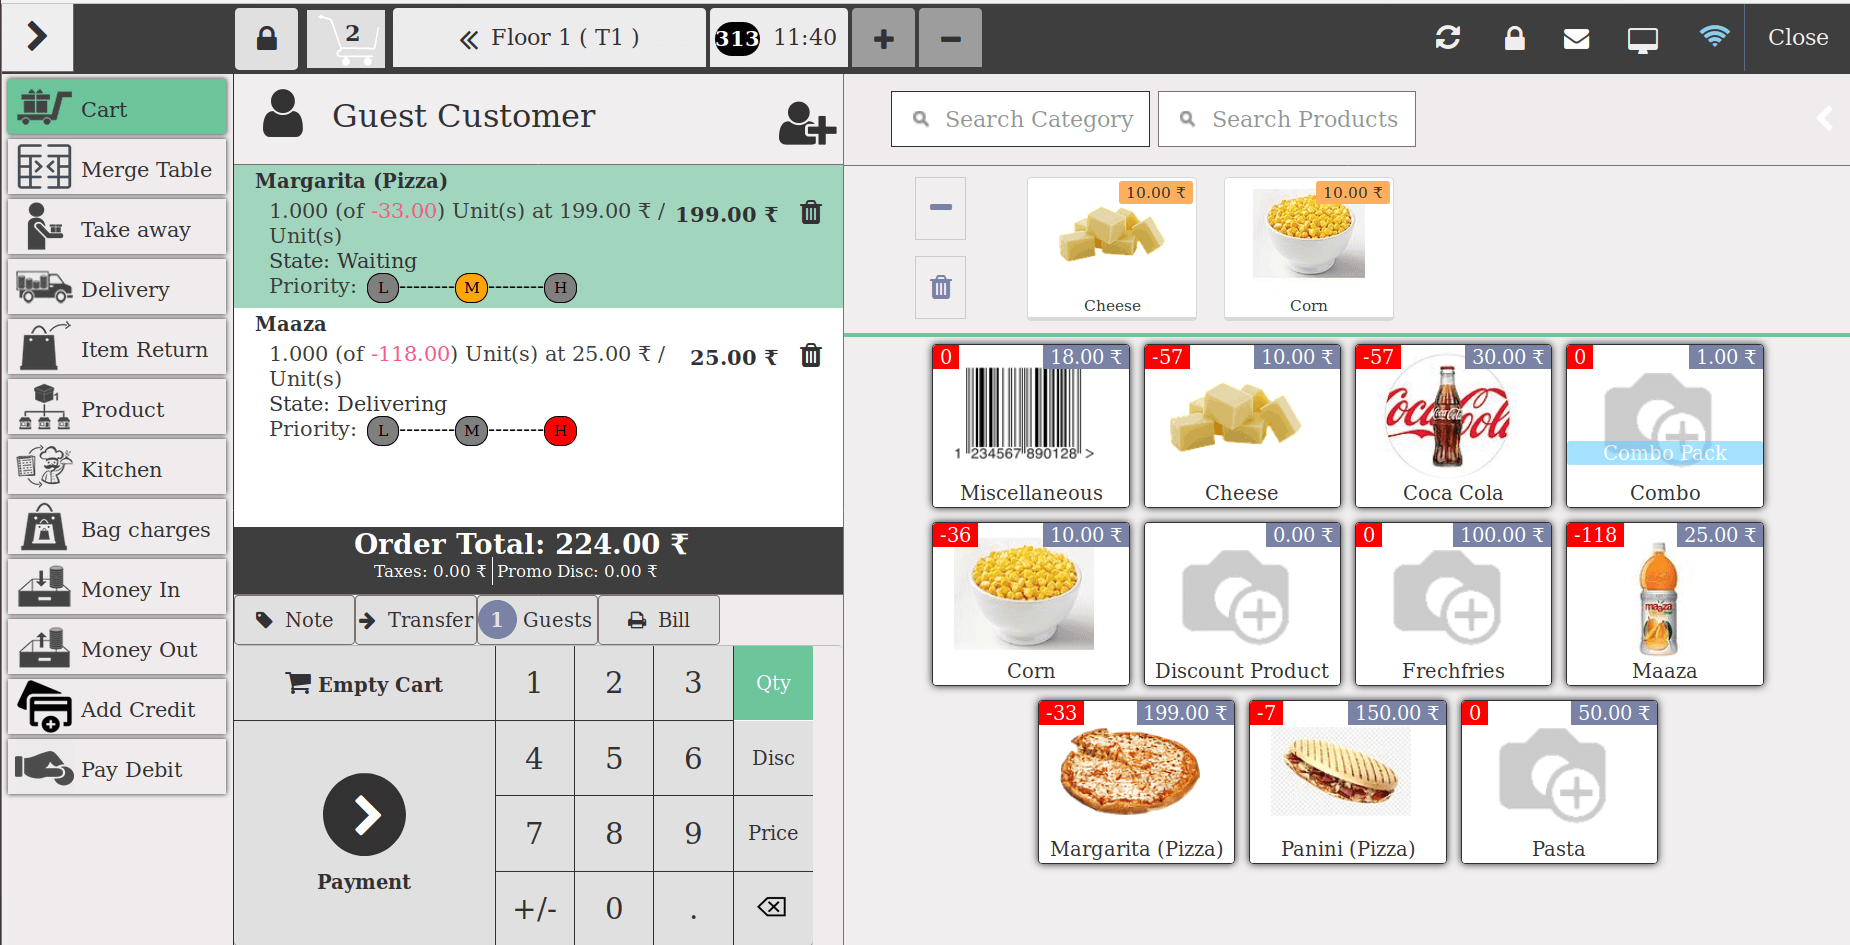 2
Floor 1 ( T1 )
313 11:40
Close
Cart
Merge Table
Take away
Delivery
Item Return
Product
Kitchen
Bag charges
Money In
Money Out
Add Credit
Pay Debit
Guest Customer
Margarita (Pizza)
1.000 (of -33.00) Unit(s) at 199.00 ₹ / 199.00 ₹
Unit(s)
State: Waiting
Priority: L--------M--------H
Maaza
1.000 (of -118.00) Unit(s) at 25.00 ₹ / 25.00 ₹
Unit(s)
State: Delivering
Priority: L--------M--------H
Order Total: 224.00 ₹
Taxes: 0.00 ₹ Promo Disc: 0.00 ₹
Note Transfer 1 Guests Bill
Empty Cart
Payment
1 2 3 Qty
4 5 6 Disc
7 8 9 Price
+/- 0 .
Search Category Search Products
10.00 ₹ 10.00 ₹
Cheese Corn
0 18.00 ₹ -57 10.00 ₹ -57 30.00 ₹ 0 1.00 ₹
1 234567 890128 >
Coca Cola
Combo Pack
Miscellaneous Cheese Coca Cola Combo
-36 10.00 ₹ 0.00 ₹ 0 100.00 ₹ -118 25.00 ₹
maaza
Corn Discount Product Frechfries Maaza
-33 199.00 ₹ -7 150.00 ₹ 0 50.00 ₹
Margarita (Pizza) Panini (Pizza) Pasta